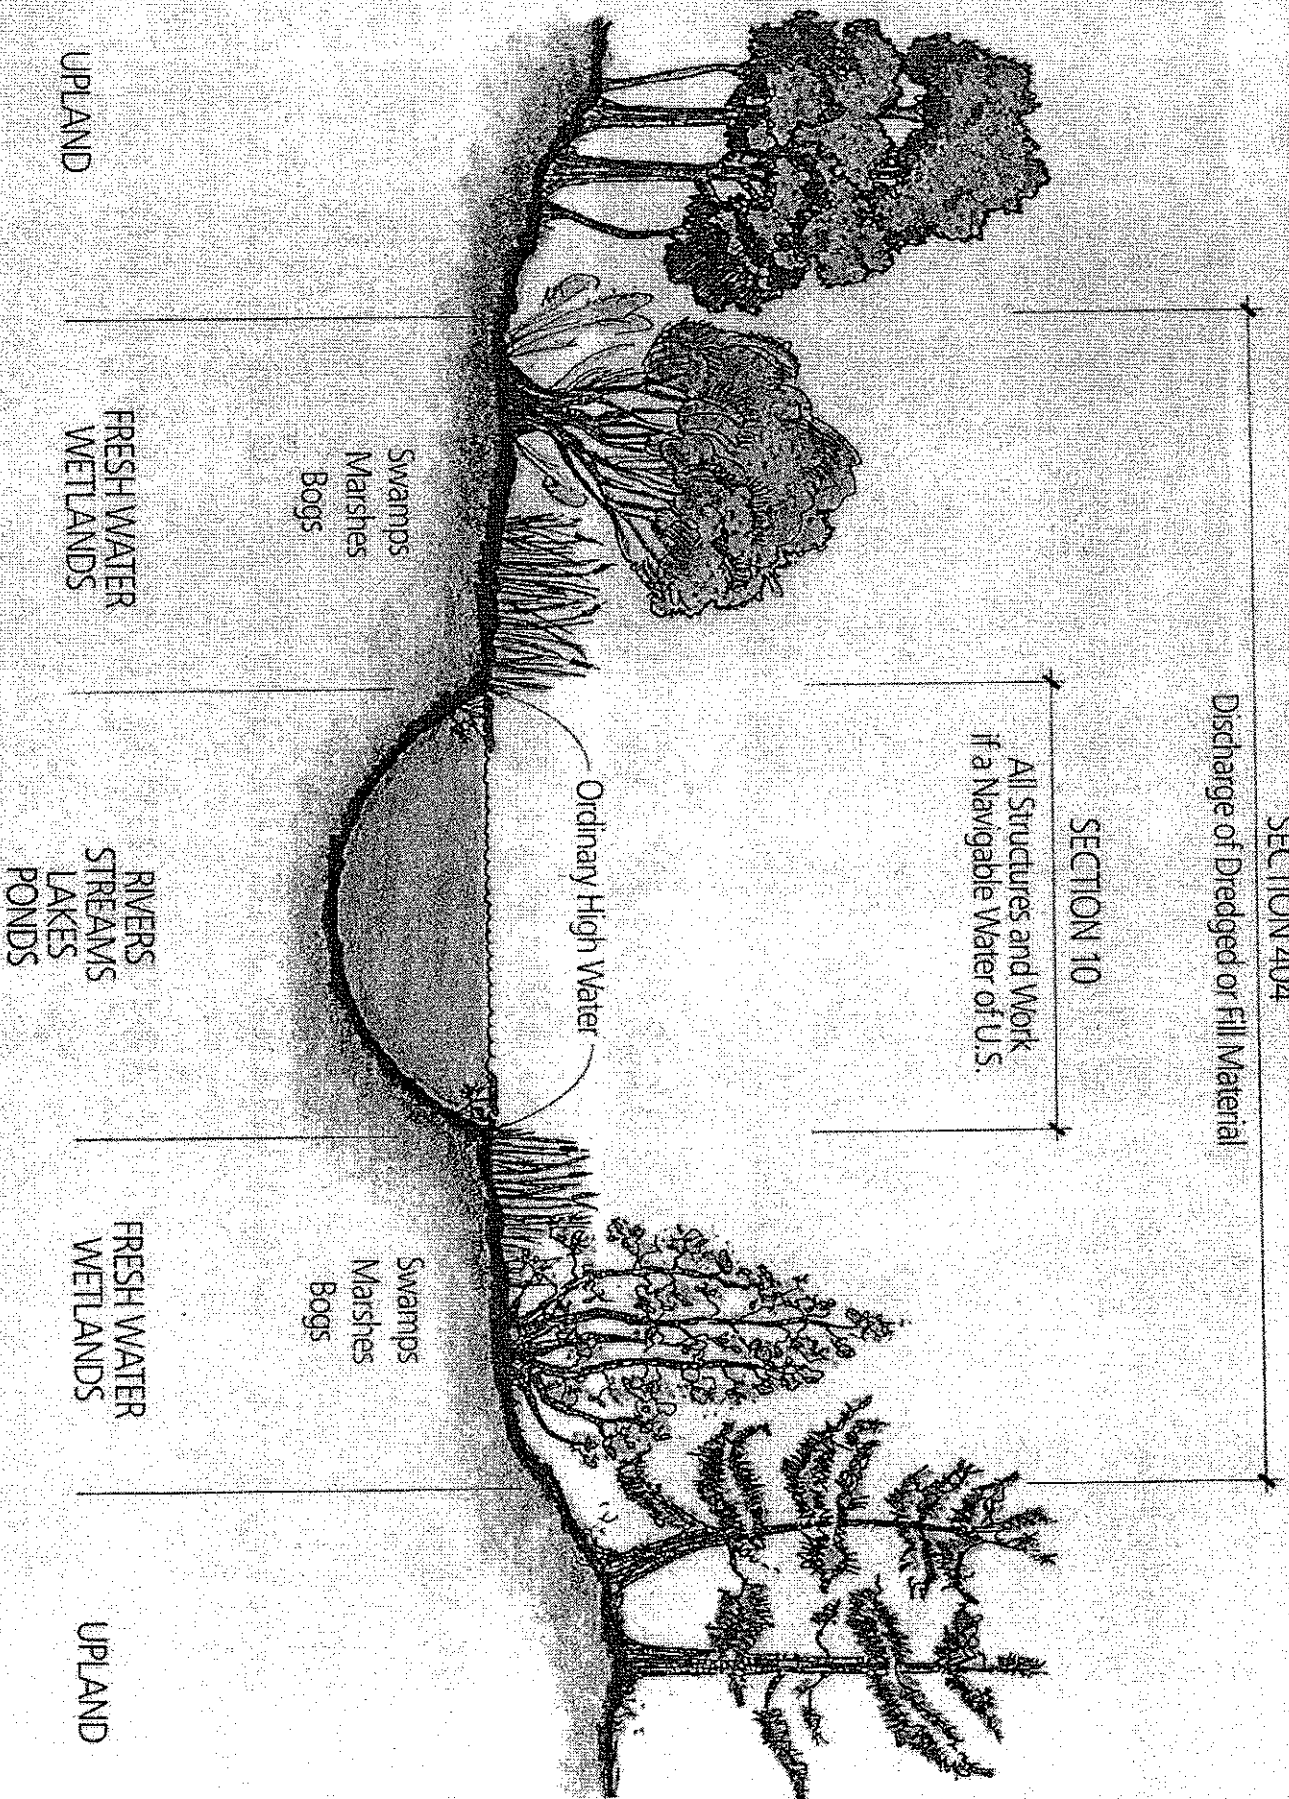 SECTION 404
Discharge of Dredged or Fill Material
SECTION 10
All Structures and Work
if a Navigable Water of U.S.
Ordinary High Water
Swamps
Marshes
Bogs
Swamps
Marshes
Bogs
UPLAND
FRESH WATER
WETLANDS
RIVERS
STREAMS
LAKES
PONDS
FRESH WATER
WETLANDS
UPLAND